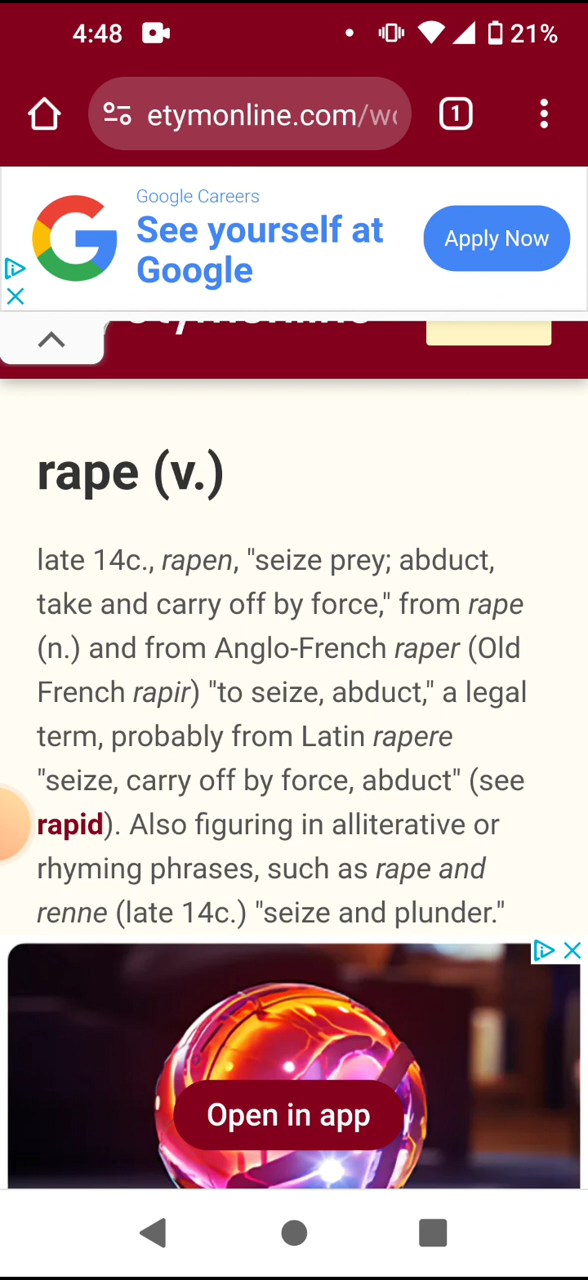 4:48
21%
etymonline.com/wc
1
Google Careers
See yourself at
Google
Apply Now
etymonline
rape (v.)
late 14c., rapen, "seize prey; abduct,
take and carry off by force," from rape
(n.) and from Anglo-French raper (Old
French rapir) "to seize, abduct," a legal
term, probably from Latin rapere
"seize, carry off by force, abduct" (see
rapid). Also figuring in alliterative or
rhyming phrases, such as rape and
renne (late 14c.) "seize and plunder."
Open in app